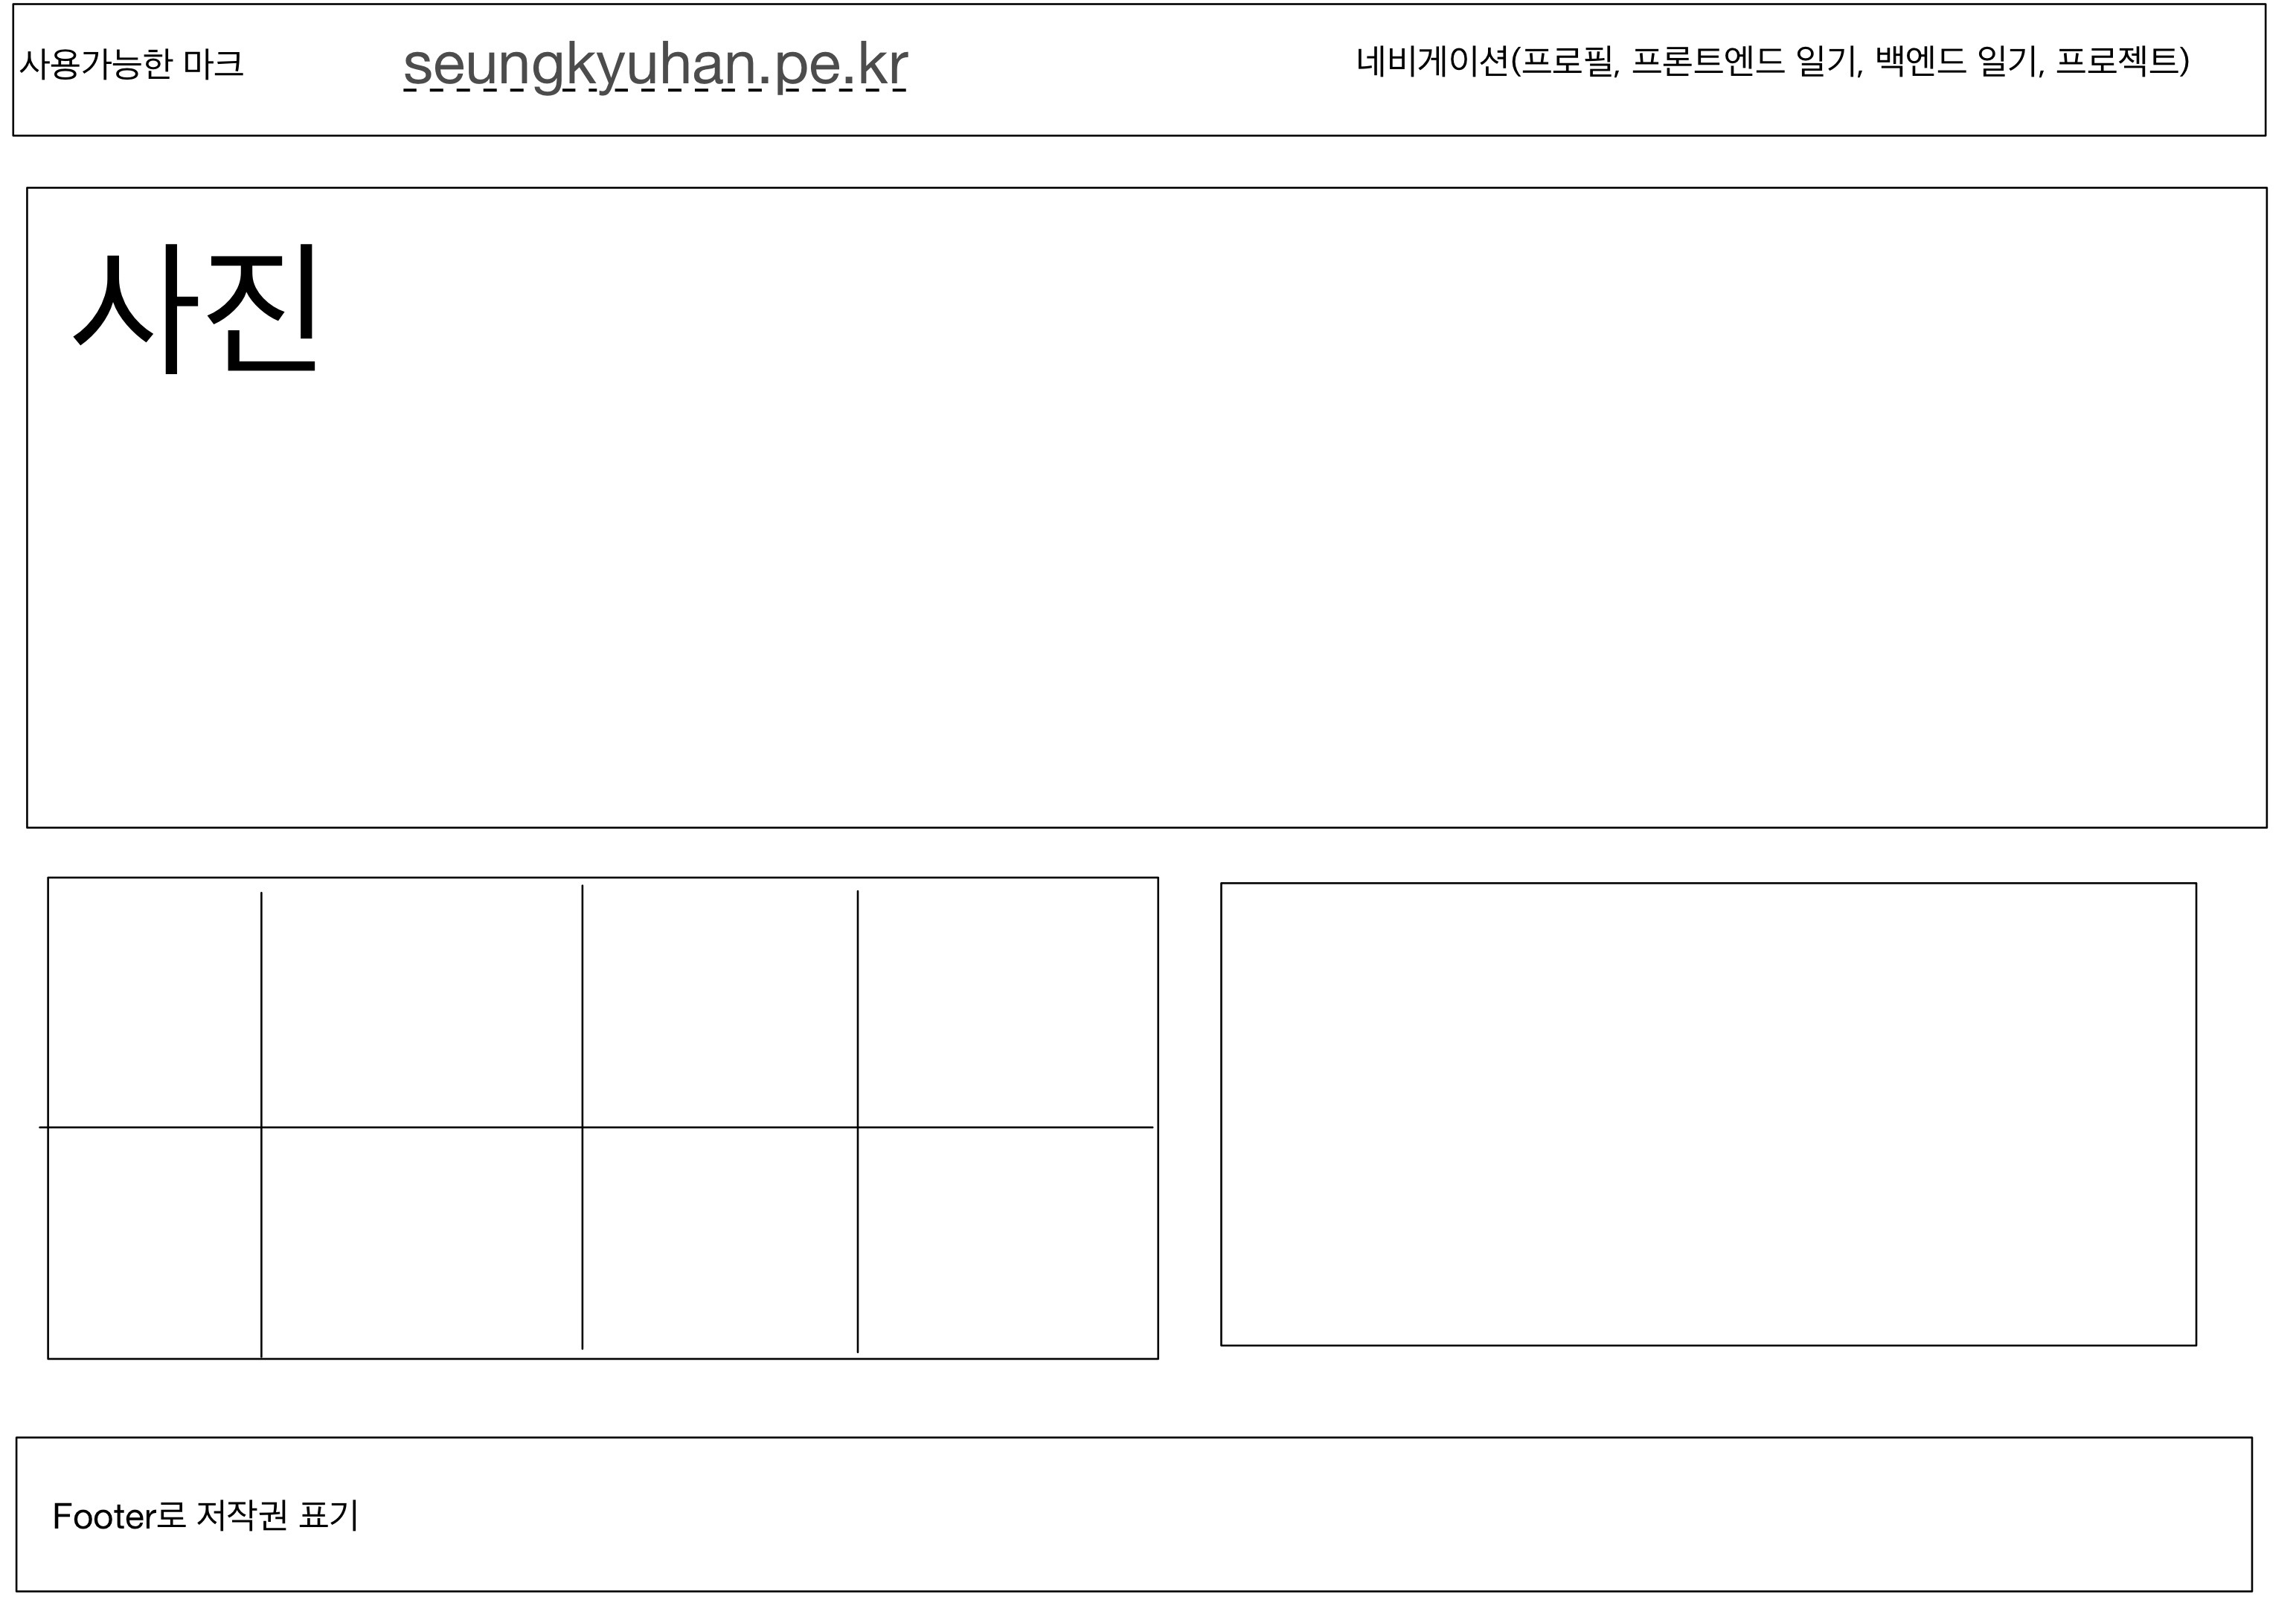 사용가능한 마크
seungkyuhan.pe.kr
네비게이션(프로필, 프론트엔드 일기, 백엔드 일기, 프로젝트)
사진
Footer로 저작권 표기